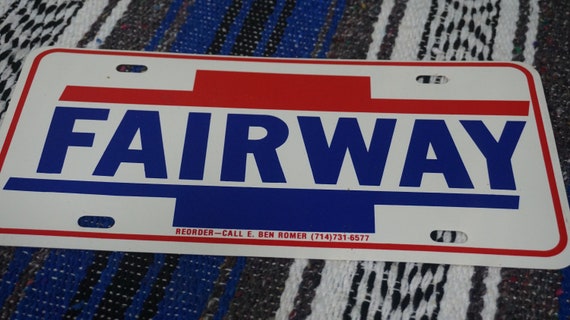 FAIRWAY
REORDER—CALL E. BEN ROMER (714)731-6577